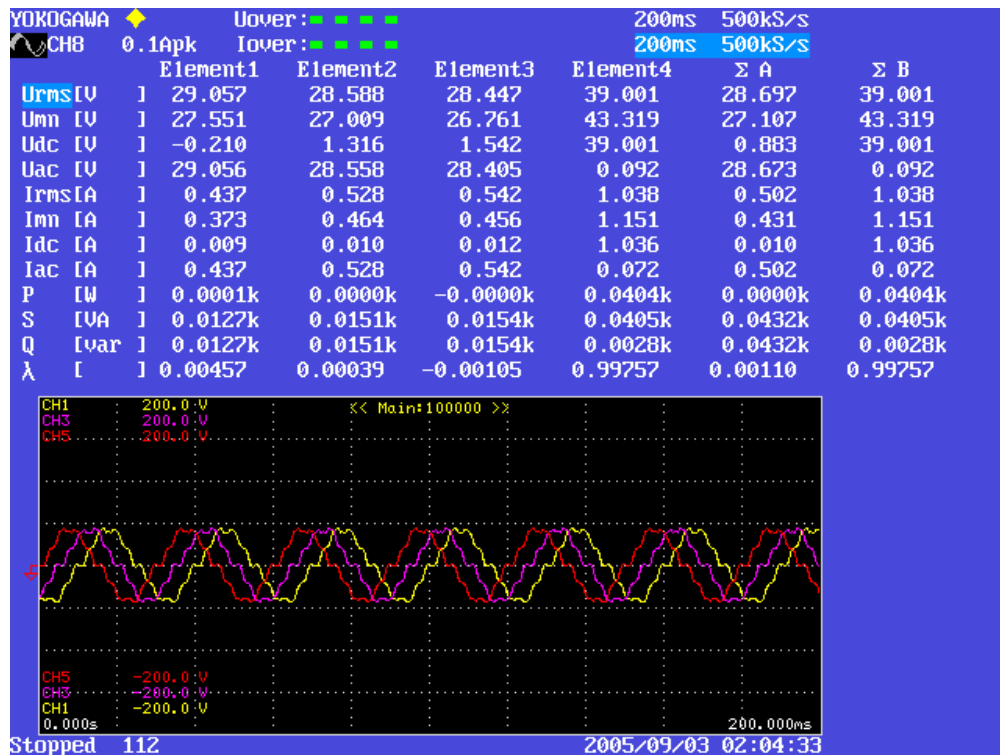 YOKOGAWA Uover: 200ms 500kS/s
CH8 0.1Apk Iover: 200ms 500kS/s
Element1 Element2 Element3 Element4 Σ A Σ B
Urms[V ] 29.057 28.588 28.447 39.001 28.697 39.001
Umn [V ] 27.551 27.009 26.761 43.319 27.107 43.319
Udc [V ] -0.210 1.316 1.542 39.001 0.883 39.001
Uac [V ] 29.056 28.558 28.405 0.092 28.673 0.092
Irms[A ] 0.437 0.528 0.542 1.038 0.502 1.038
Imn [A ] 0.373 0.464 0.456 1.151 0.431 1.151
Idc [A ] 0.009 0.010 0.012 1.036 0.010 1.036
Iac [A ] 0.437 0.528 0.542 0.072 0.502 0.072
P [W ] 0.0001k 0.0000k -0.0000k 0.0404k 0.0000k 0.0404k
S [VA ] 0.0127k 0.0151k 0.0154k 0.0405k 0.0432k 0.0405k
Q [var ] 0.0127k 0.0151k 0.0154k 0.0028k 0.0432k 0.0028k
λ [ ] 0.00457 0.00039 -0.00105 0.99757 0.00110 0.99757
CH1 200.0 V << Main:100000 >>
CH3 200.0 V
CH5 200.0 V
CH5 -200.0 V
CH3 -200.0 V
CH1 -200.0 V
0.000s 200.000ms
Stopped 112 2005/09/03 02:04:33